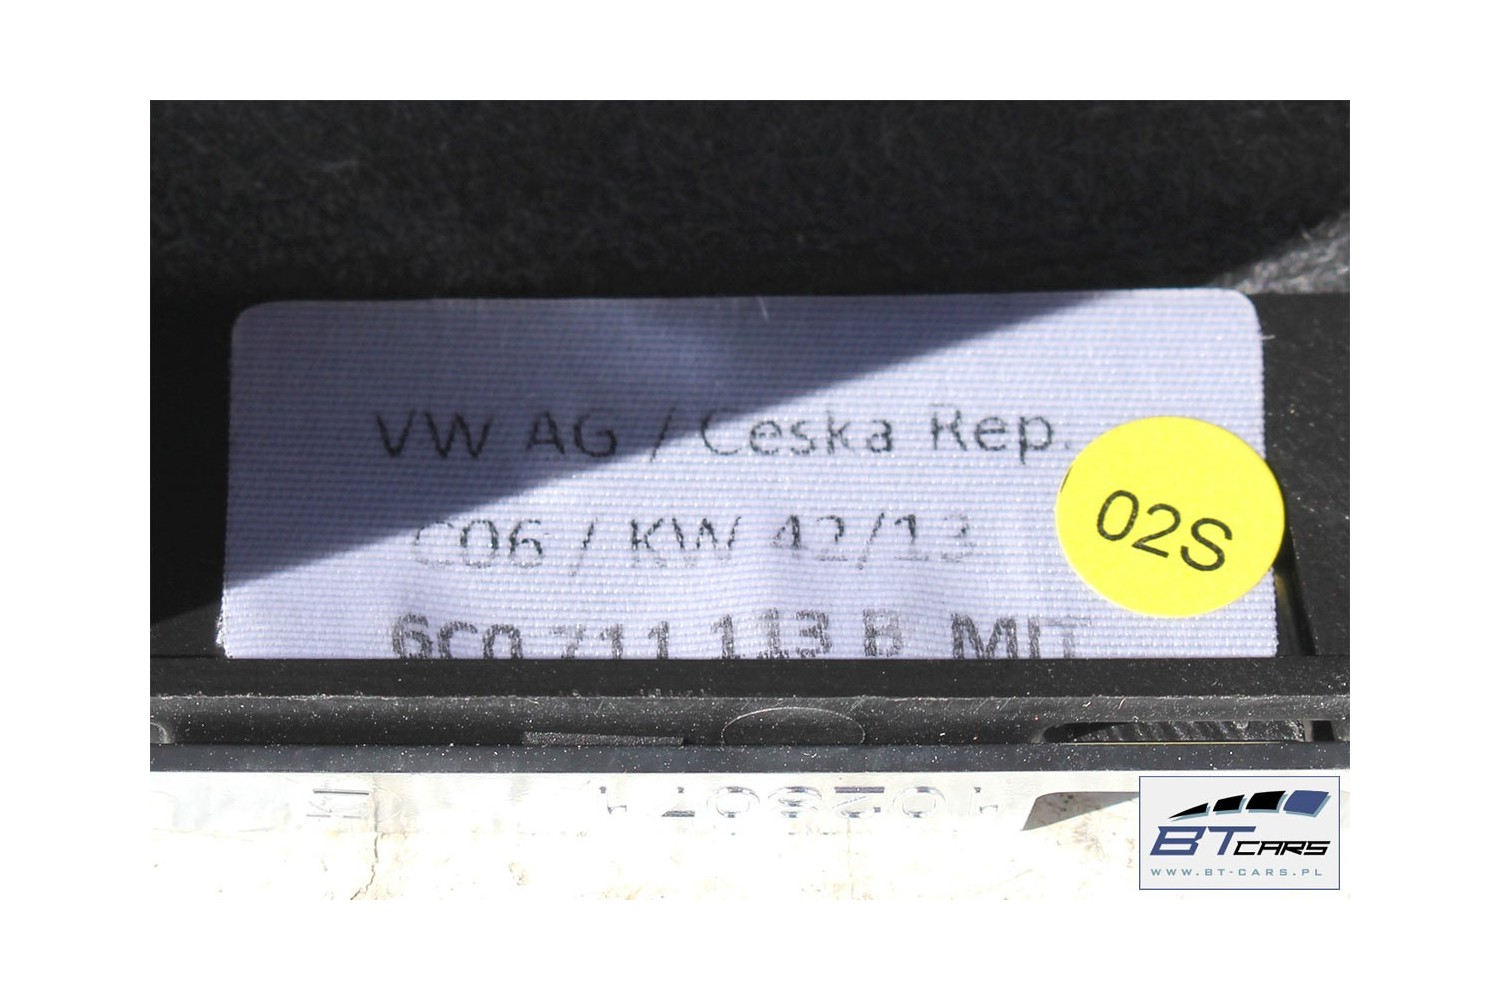 VW AG / Ceska Rep.
C06 / KW 42/13
6C0 711 113 B MIT
02S
BT CARS
WWW.BT-CARS.PL